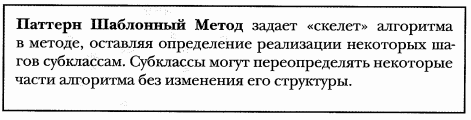 Паттерн Шаблонный Метод задает «скелет» алгоритма
в методе, оставляя определение реализации некоторых ша-
гов субклассам. Субклассы могут переопределять некоторые
части алгоритма без изменения его структуры.